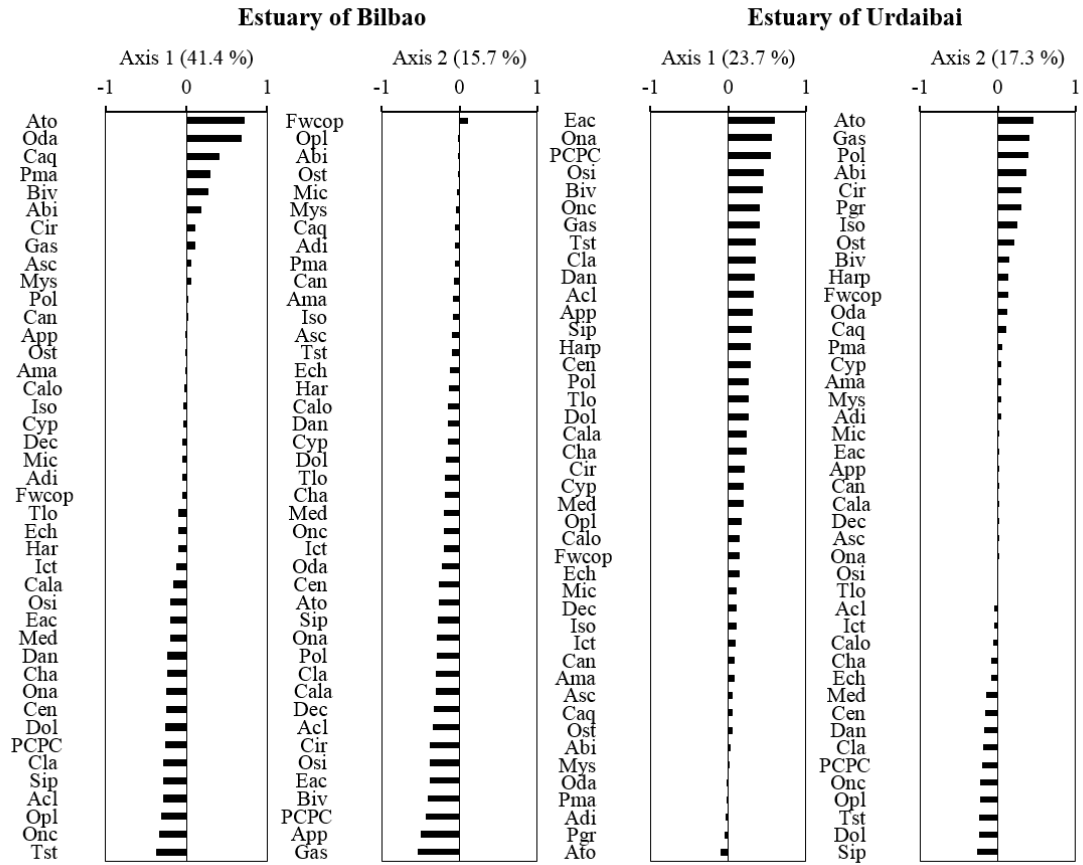 Estuary of Bilbao
Estuary of Urdaibai
Axis 1 (41.4 %)
-1 0 1
Ato
Oda
Caq
Pma
Biv
Abi
Cir
Gas
Asc
Mys
Pol
Can
App
Ost
Ama
Calo
Iso
Cyp
Dec
Mic
Adi
Fwcop
Tlo
Ech
Har
Ict
Cala
Osi
Eac
Med
Dan
Cha
Ona
Cen
Dol
PCPC
Cla
Sip
Acl
Opl
Onc
Tst
Axis 2 (15.7 %)
-1 0 1
Fwcop
Opl
Abi
Ost
Mic
Mys
Caq
Adi
Pma
Can
Ama
Iso
Asc
Tst
Ech
Har
Calo
Dan
Cyp
Dol
Tlo
Cha
Med
Onc
Ict
Oda
Cen
Ato
Sip
Ona
Pol
Cla
Cala
Dec
Acl
Cir
Osi
Eac
Biv
PCPC
App
Gas
Axis 1 (23.7 %)
-1 0 1
Eac
Ona
PCPC
Osi
Biv
Onc
Gas
Tst
Cla
Dan
Acl
App
Sip
Harp
Cen
Pol
Tlo
Dol
Cala
Cha
Cir
Cyp
Med
Opl
Calo
Fwcop
Ech
Mic
Dec
Iso
Ict
Can
Ama
Asc
Caq
Ost
Abi
Mys
Oda
Pma
Adi
Pgr
Ato
Axis 2 (17.3 %)
-1 0 1
Ato
Gas
Pol
Abi
Cir
Pgr
Iso
Ost
Biv
Harp
Fwcop
Oda
Caq
Pma
Cyp
Ama
Mys
Adi
Mic
Eac
App
Can
Cala
Dec
Asc
Ona
Osi
Tlo
Acl
Ict
Calo
Cha
Ech
Med
Cen
Dan
Cla
PCPC
Onc
Opl
Tst
Dol
Sip